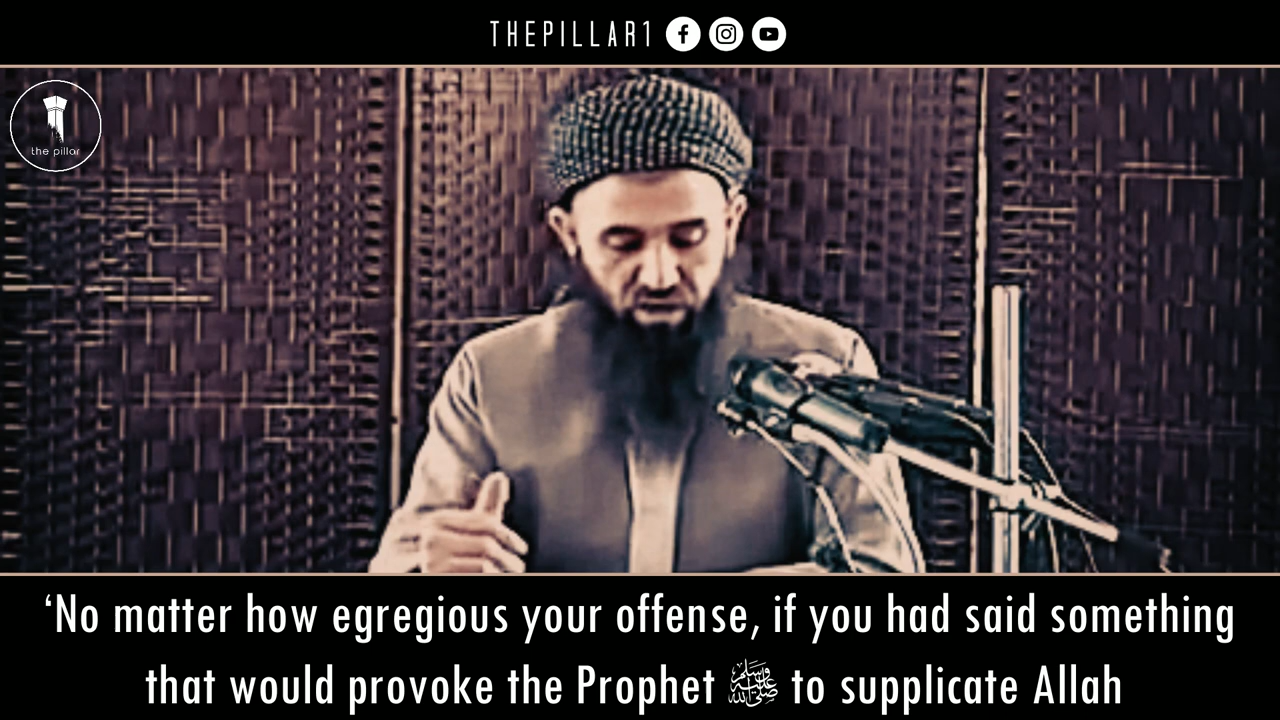 THEPILLAR1
the pillar
‘No matter how egregious your offense, if you had said something
that would provoke the Prophet ﷺ to supplicate Allah